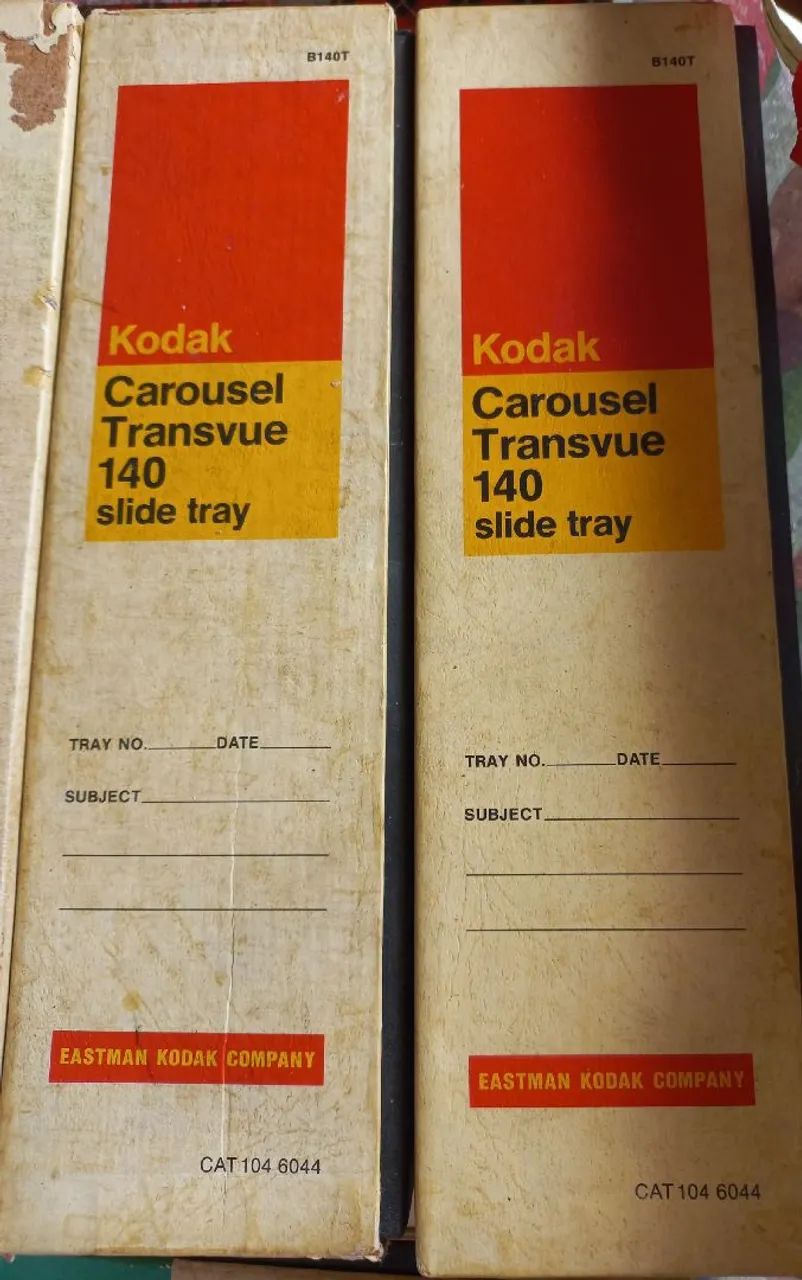 B140T
Kodak
Carousel
Transvue
140
slide tray
TRAY NO. DATE
SUBJECT
EASTMAN KODAK COMPANY
CAT 104 6044
B140T
Kodak
Carousel
Transvue
140
slide tray
TRAY NO. DATE
SUBJECT
EASTMAN KODAK COMPANY
CAT 104 6044